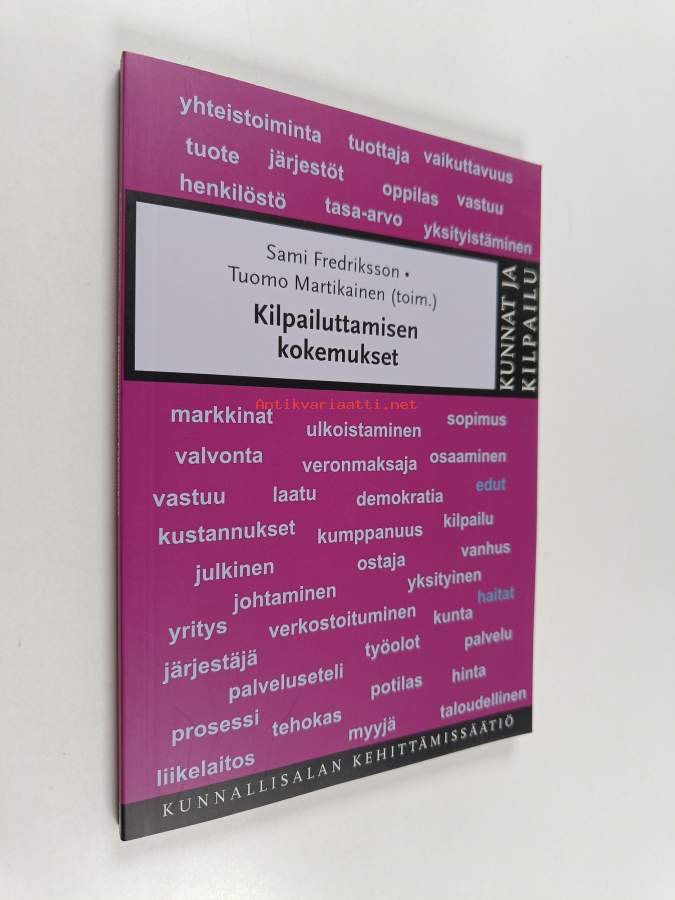 yhteistoiminta tuottaja vaikuttavuus
tuote järjestöt oppilas vastuu
henkilöstö tasa-arvo yksityistäminen
Sami Fredriksson •
Tuomo Martikainen (toim.)
Kilpailuttamisen
kokemukset
KUNNAT JA
KILPAILU
Antikvariaatti.net
markkinat ulkoistaminen sopimus
valvonta veronmaksaja osaaminen
vastuu laatu demokratia edut
kustannukset kumppanuus kilpailu
julkinen ostaja vanhus
johtaminen yksityinen
yritys verkostoituminen kunta haitat
järjestäjä työolot palvelu
palveluseteli potilas hinta
prosessi tehokas myyjä taloudellinen
liikelaitos
KUNNALLISALAN KEHITTÄMISSÄÄTIÖ